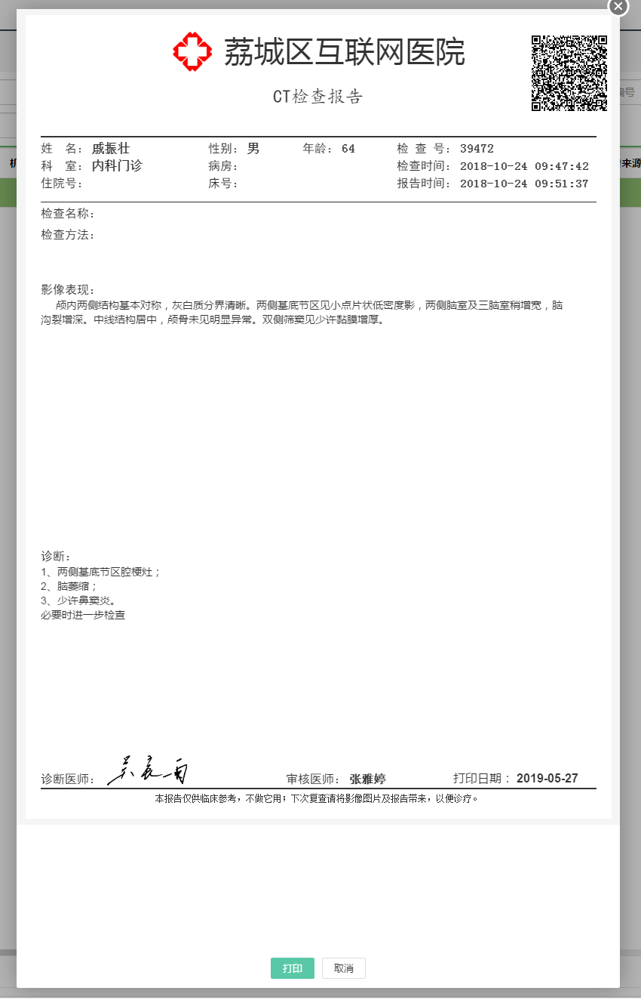 荔城区互联网医院
CT检查报告
姓 名： 戚振壮 性别： 男 年龄： 64 检 查 号： 39472
科 室： 内科门诊 病房： 检查时间： 2018-10-24 09:47:42
住院号： 床号： 报告时间： 2018-10-24 09:51:37
检查名称：
检查方法：
影像表现：
颅内两侧结构基本对称，灰白质分界清晰。两侧基底节区见小点片状低密度影，两侧脑室及三脑室稍增宽，脑
沟裂增深。中线结构居中，颅骨未见明显异常。双侧筛窦见少许黏膜增厚。
诊断：
1、两侧基底节区腔梗灶；
2、脑萎缩；
3、少许鼻窦炎。
必要时进一步检查
诊断医师： 审核医师： 张雅婷 打印日期： 2019-05-27
本报告仅供临床参考，不做它用；下次复查请将影像图片及报告带来，以便诊疗。
打印 取消
编号
来源